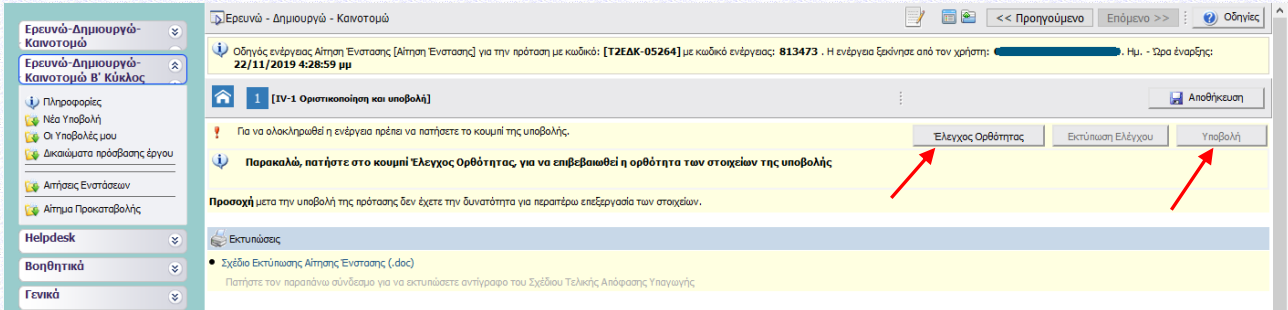 Ερευνώ-Δημιουργώ-
Καινοτομώ
Ερευνώ-Δημιουργώ-
Καινοτομώ Β' Κύκλος
Πληροφορίες
Νέα Υποβολή
Οι Υποβολές μου
Δικαιώματα πρόσβασης έργου
Αιτήσεις Ενστάσεων
Αίτημα Προκαταβολής
Helpdesk
Βοηθητικά
Γενικά
Ερευνώ - Δημιουργώ - Καινοτομώ
<< Προηγούμενο
Επόμενο >>
Οδηγίες
Οδηγός ενέργειας Αίτηση Ένστασης [Αίτηση Ένστασης] για την πρόταση με κωδικό: [Τ2ΕΔΚ-05264] με κωδικό ενέργειας: 813473 . Η ενέργεια ξεκίνησε από τον χρήστη: . Ημ. - Ώρα έναρξης:
22/11/2019 4:28:59 μμ
1 [IV-1 Οριστικοποίηση και υποβολή]
Αποθήκευση
Για να ολοκληρωθεί η ενέργεια πρέπει να πατήσετε το κουμπί της υποβολής.
Έλεγχος Ορθότητας
Εκτύπωση Ελέγχου
Υποβολή
Παρακαλώ, πατήστε στο κουμπί Έλεγχος Ορθότητας, για να επιβεβαιωθεί η ορθότητα των στοιχείων της υποβολής
Προσοχή μετα την υποβολή της πρότασης δεν έχετε την δυνατότητα για περαιτέρω επεξεργασία των στοιχείων.
Εκτυπώσεις
Σχέδιο Εκτύπωσης Αίτησης Ένστασης (.doc)
Πατήστε τον παραπάνω σύνδεσμο για να εκτυπώσετε αντίγραφο του Σχέδιου Τελικής Απόφασης Υπαγωγής